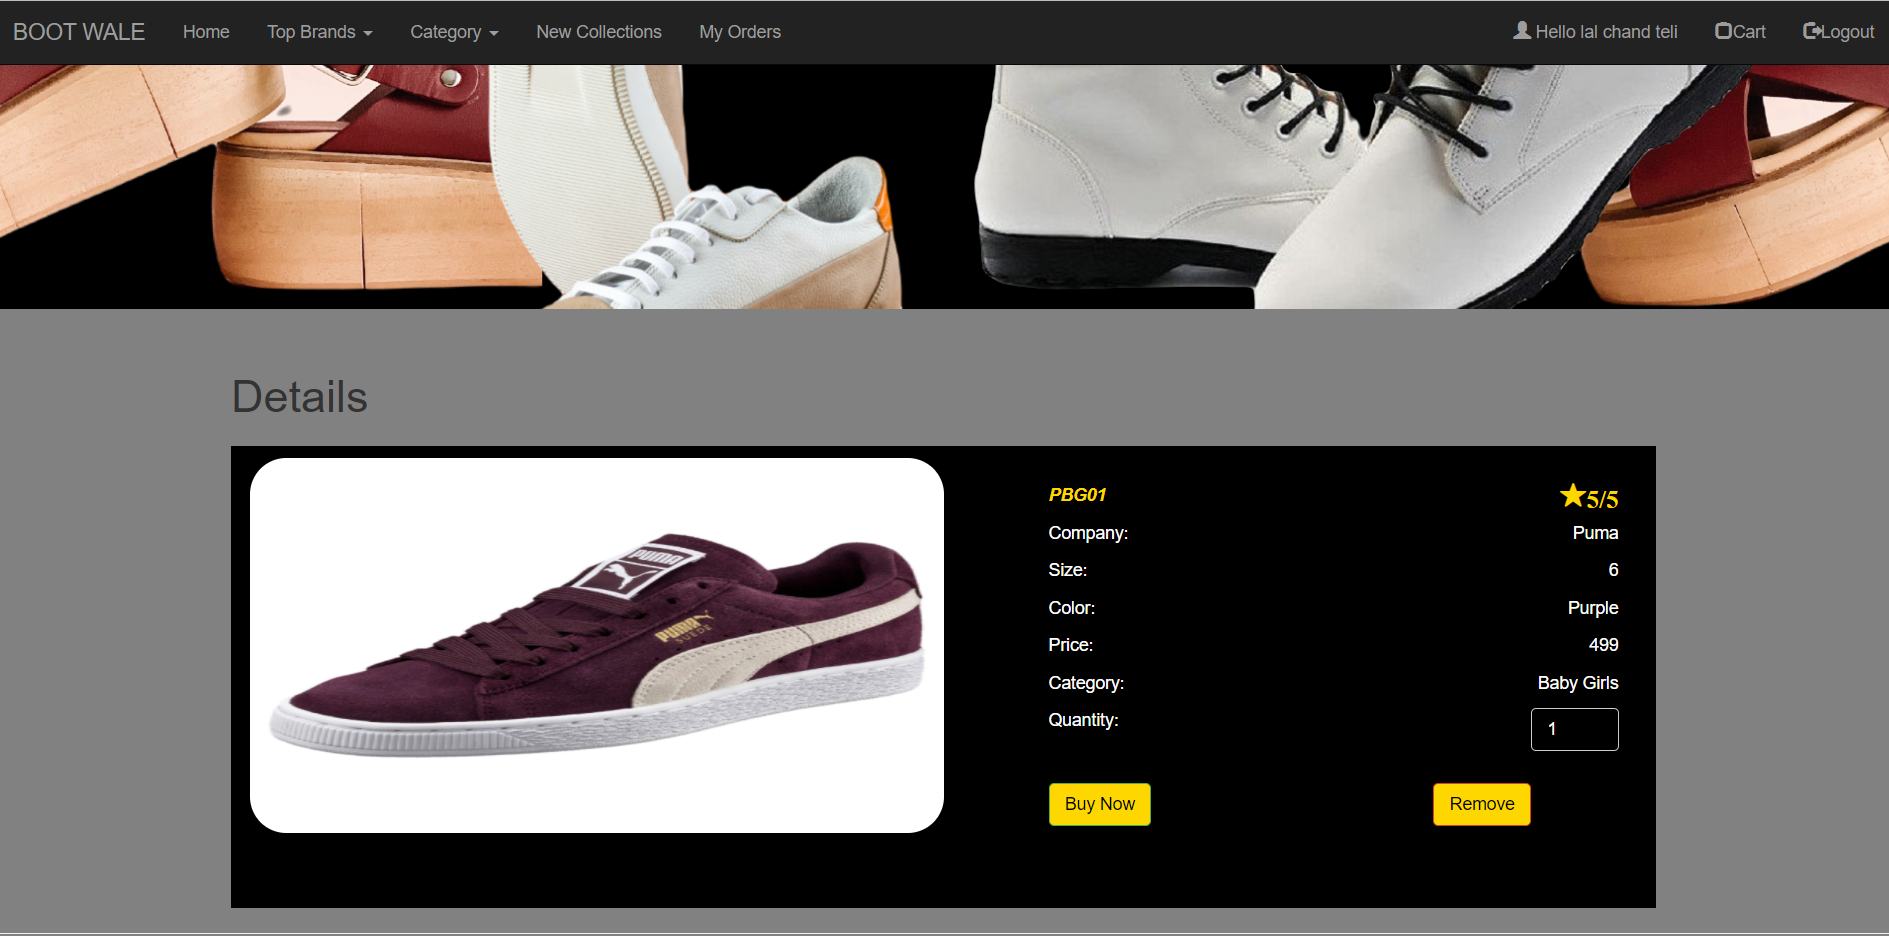 BOOT WALE Home Top Brands Category New Collections My Orders Hello lal chand teli Cart Logout
Details
PBG01 5/5
Company: Puma
Size: 6
Color: Purple
Price: 499
Category: Baby Girls
Quantity: 1
Buy Now Remove
PUMA
PUMA
SUEDE